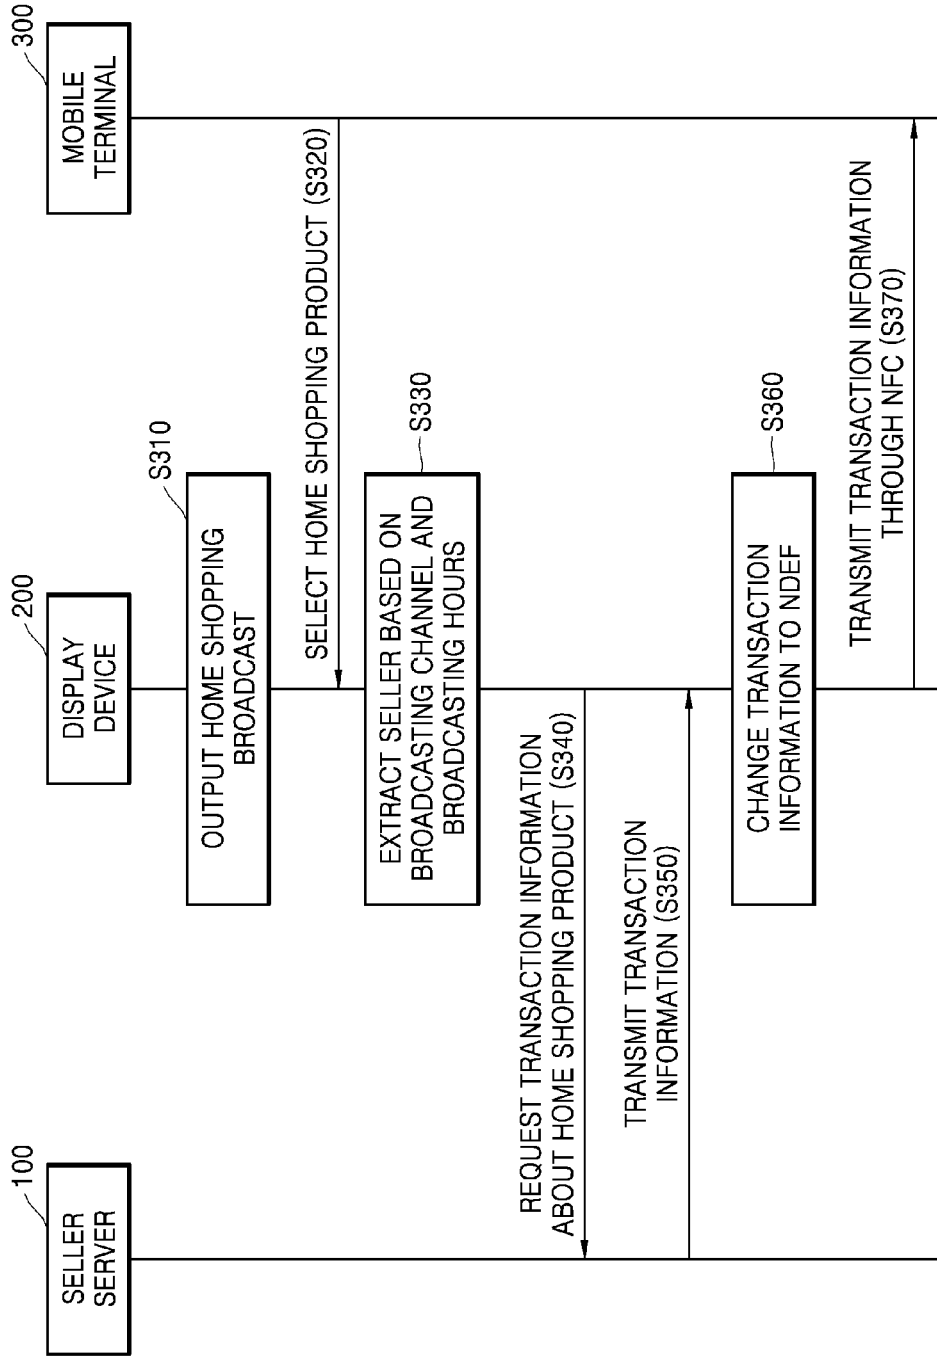 100
SELLER
SERVER
200
DISPLAY
DEVICE
300
MOBILE
TERMINAL
S310
OUTPUT HOME SHOPPING
BROADCAST
SELECT HOME SHOPPING PRODUCT (S320)
S330
EXTRACT SELLER BASED ON
BROADCASTING CHANNEL AND
BROADCASTING HOURS
REQUEST TRANSACTION INFORMATION
ABOUT HOME SHOPPING PRODUCT (S340)
TRANSMIT TRANSACTION
INFORMATION (S350)
S360
CHANGE TRANSACTION
INFORMATION TO NDEF
TRANSMIT TRANSACTION INFORMATION
THROUGH NFC (S370)